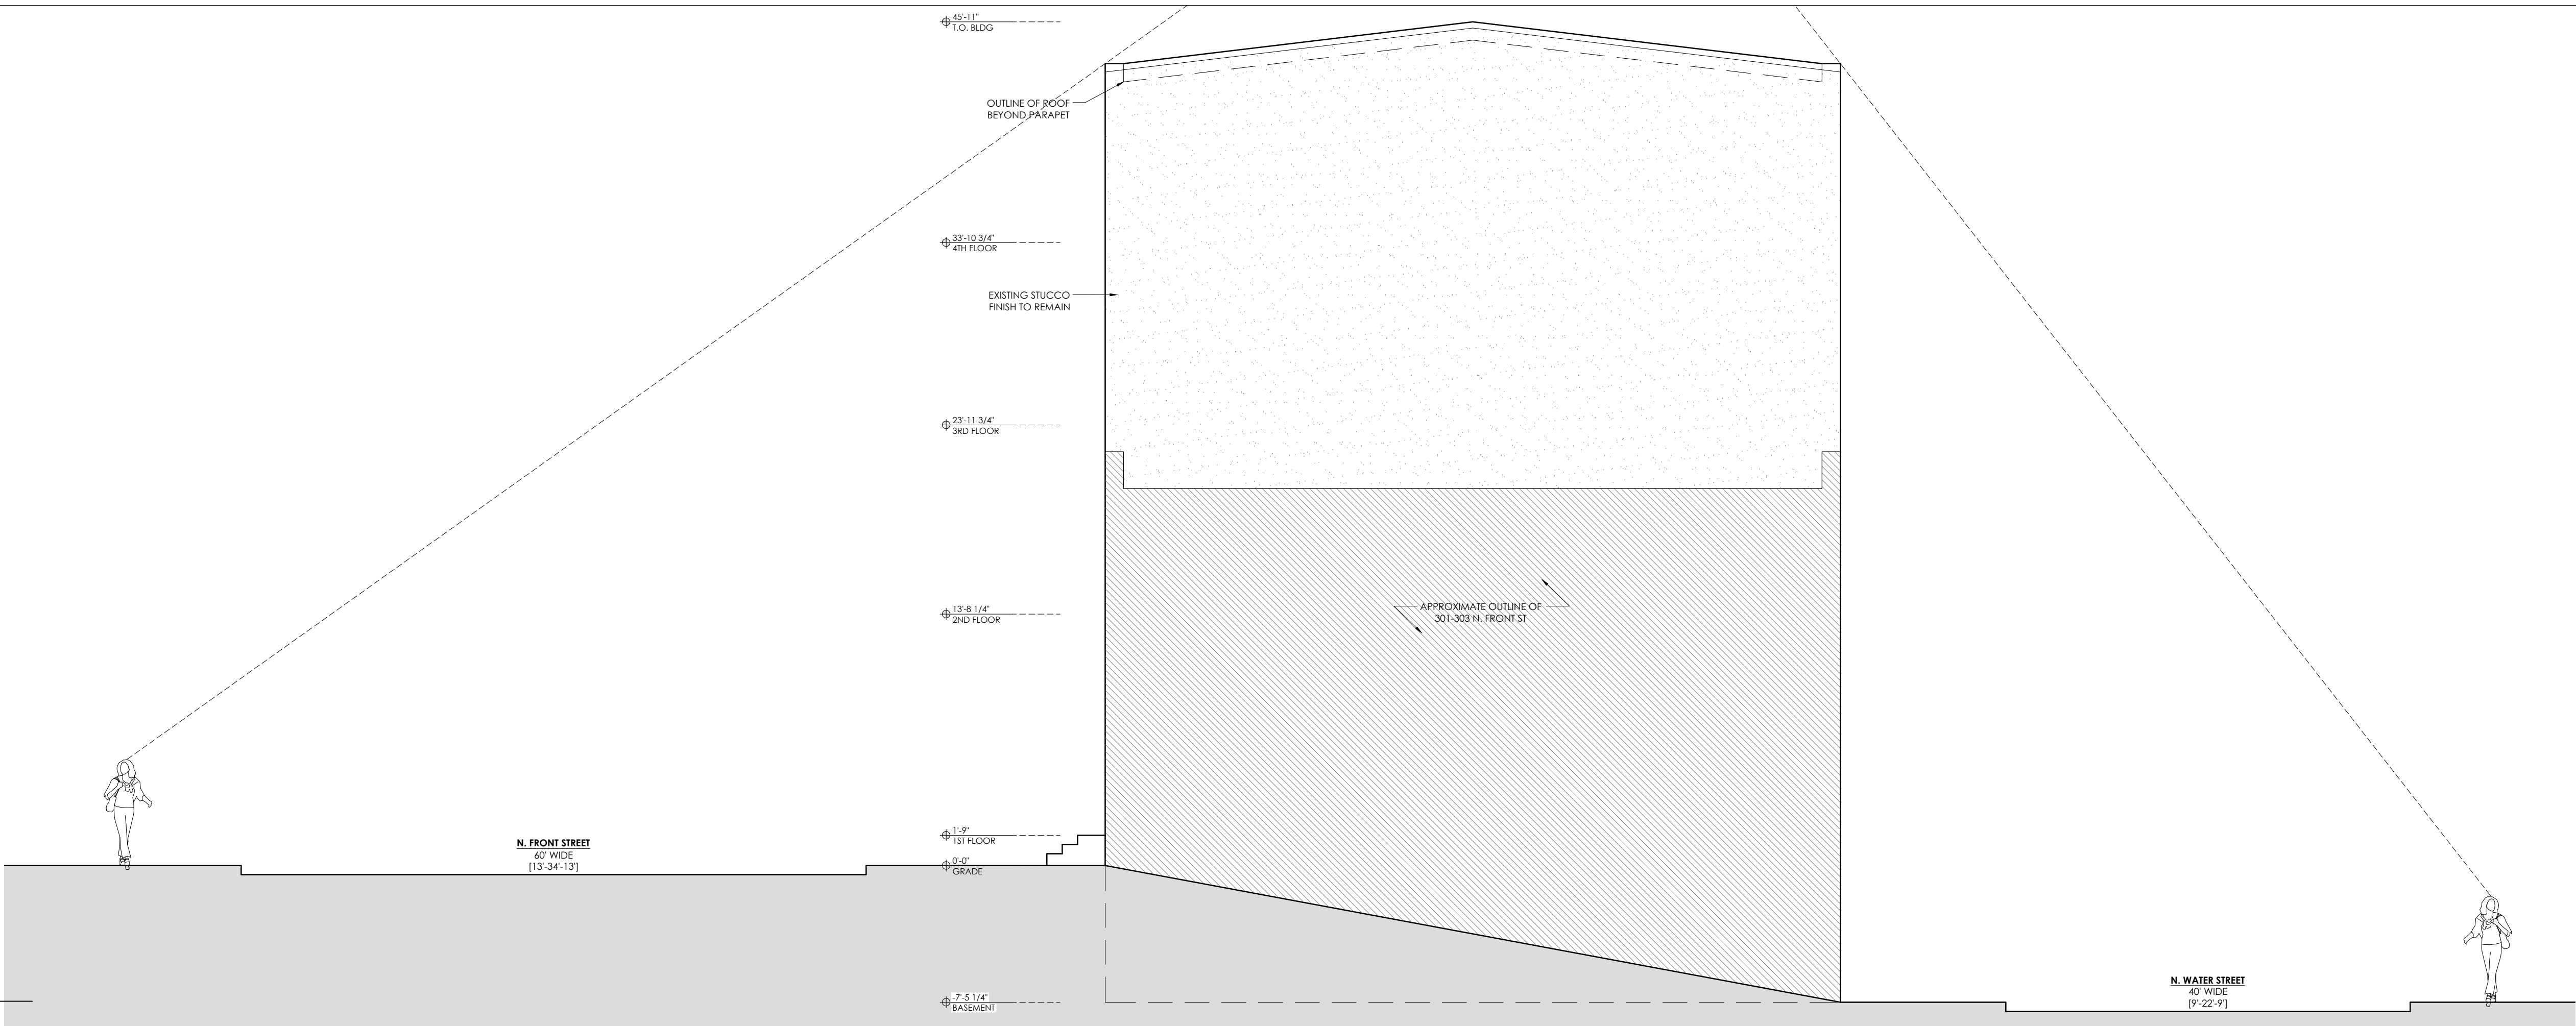 45'-11"
T.O. BLDG
OUTLINE OF ROOF
BEYOND PARAPET
33'-10 3/4"
4TH FLOOR
EXISTING STUCCO
FINISH TO REMAIN
23'-11 3/4"
3RD FLOOR
13'-8 1/4"
2ND FLOOR
APPROXIMATE OUTLINE OF
301-303 N. FRONT ST
1'-9"
1ST FLOOR
N. FRONT STREET
60' WIDE
[13'-34'-13']
0'-0"
GRADE
-7'-5 1/4"
BASEMENT
N. WATER STREET
40' WIDE
[9'-22'-9']